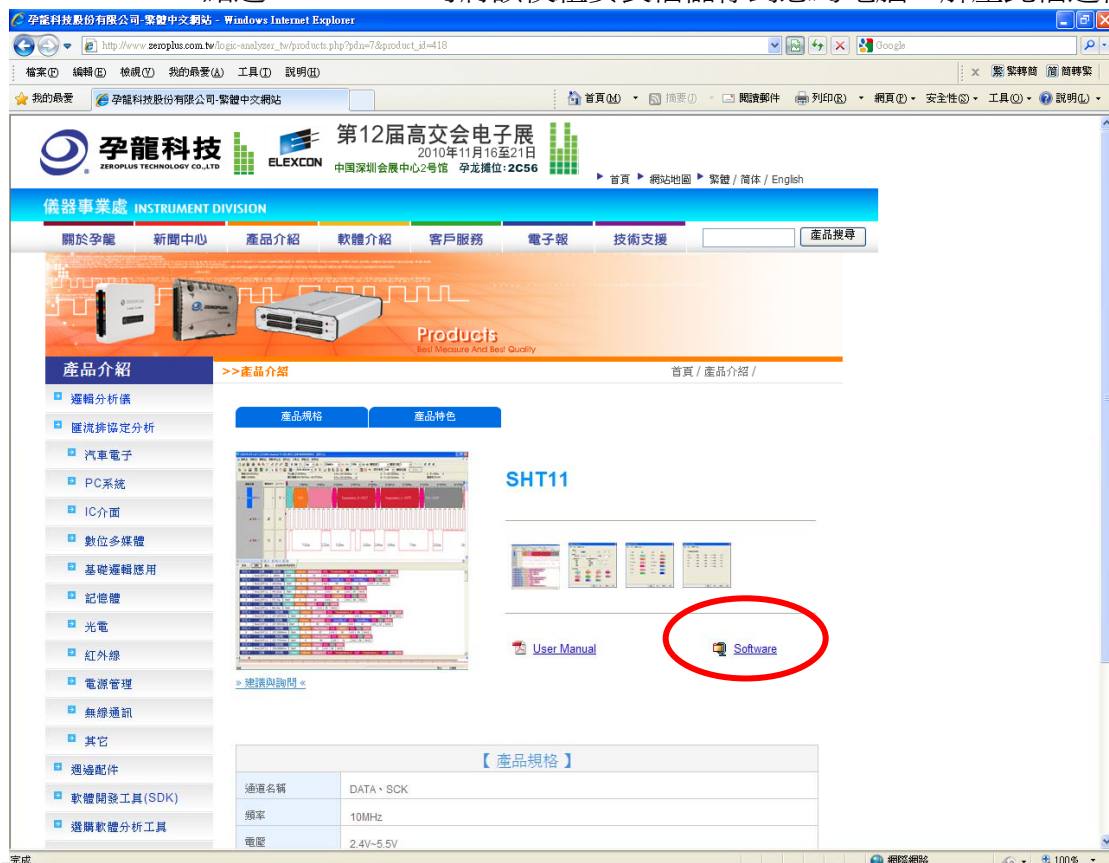 孕龍科技股份有限公司-繁體中文網站 - Windows Internet Explorer
http://www.zeroplus.com.tw/logic-analyzer_tw/products.php?pdn=7&product_id=418
Google
檔案(F) 編輯(E) 檢視(V) 我的最愛(A) 工具(T) 說明(H)
x 繁 繁轉簡 簡 簡轉繁
我的最愛 孕龍科技股份有限公司-繁體中文網站
首頁(M) 摘要(J) 閱讀郵件 列印(R) 網頁(P) 安全性(S) 工具(O) 說明(L)
孕龍科技
ZEROPLUS TECHNOLOGY CO.,LTD
ELEXCON
第12届高交会电子展
2010年11月16至21日
中国深圳会展中心2号馆 孕龙摊位:2C56
首頁 網站地圖 繁體 / 簡体 / English
儀器事業處 INSTRUMENT DIVISION
關於孕龍 新聞中心 產品介紹 軟體介紹 客戶服務 電子報 技術支援 產品搜尋
Products
Best Measure And Best Quality
產品介紹
>>產品介紹
首頁 / 產品介紹 /
邏輯分析儀
匯流排協定分析
汽車電子
PC系統
IC介面
數位多媒體
基礎邏輯應用
記憶體
光電
紅外線
電源管理
無線通訊
其它
週邊配件
軟體開發工具(SDK)
選購軟體分析工具
產品規格 產品特色
SHT11
User Manual
Software
» 建議與詢問 «
【 產品規格 】
通道名稱 DATA、SCK
頻率 10MHz
電壓 2.4V~5.5V
完成
網際網路
100%